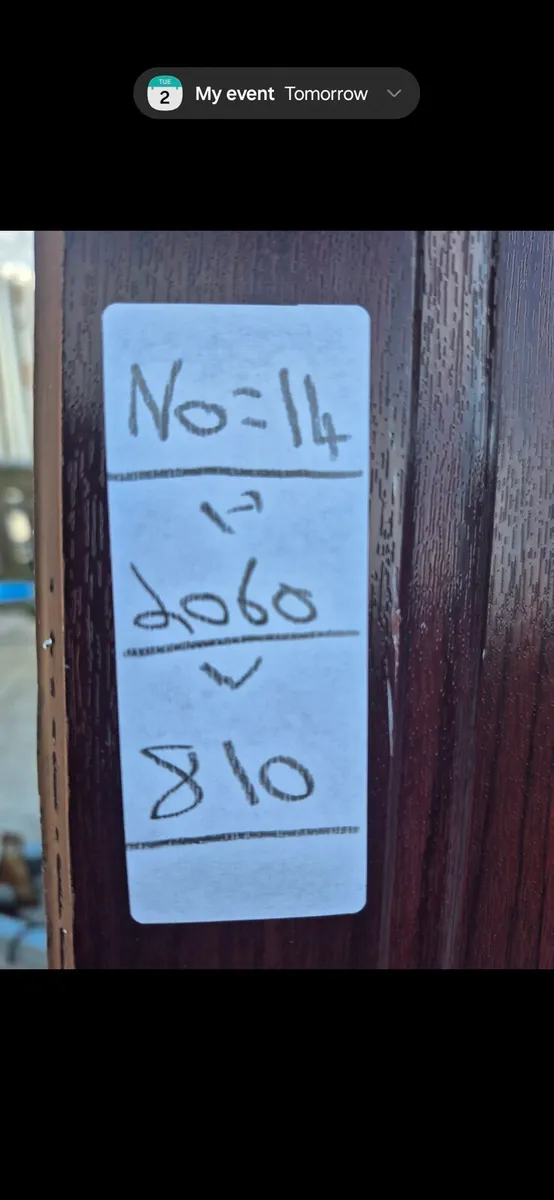 TUE
2 My event Tomorrow
No=14
H
2060
V
810